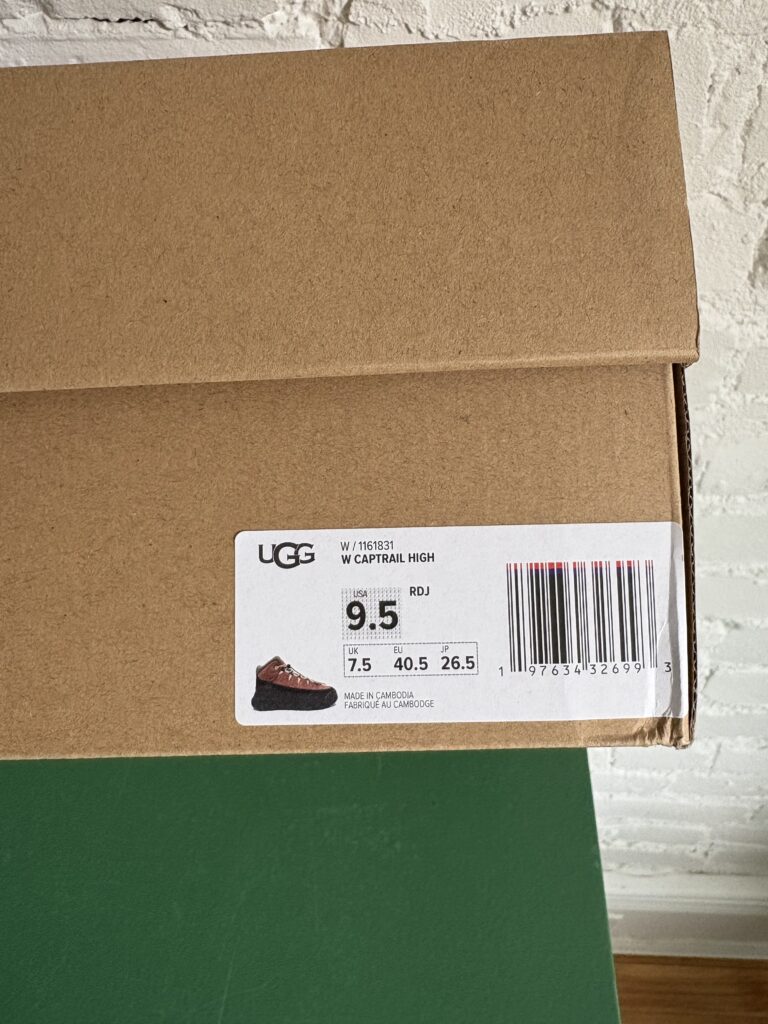 UGG
W / 1161831
W CAPTRAIL HIGH
USA
RDJ
9.5
UK EU JP
7.5 40.5 26.5
MADE IN CAMBODIA
FABRIQUÉ AU CAMBODGE
1 97634 32699 3